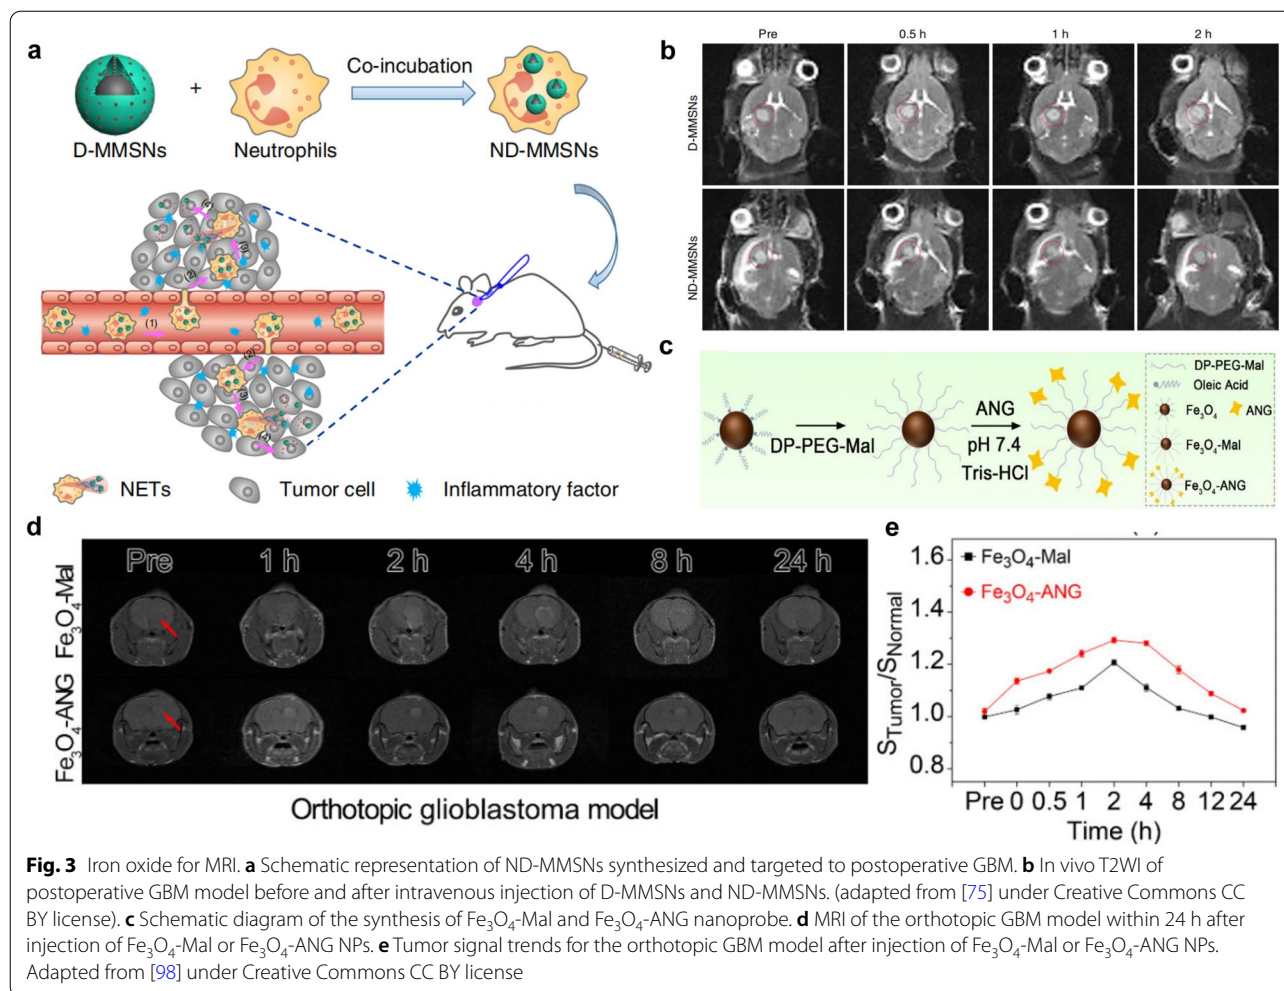 a
D-MMSNs
+
Neutrophils
Co-incubation
ND-MMSNs
(1)
(2)
(3)
(4)
(2)
(3)
(4)
NETs
Tumor cell
Inflammatory factor
b
Pre
0.5 h
1 h
2 h
D-MMSNs
ND-MMSNs
c
DP-PEG-Mal
ANG
pH 7.4
Tris-HCl
DP-PEG-Mal
Oleic Acid
Fe3O4
ANG
Fe3O4-Mal
Fe3O4-ANG
d
Pre
1 h
2 h
4 h
8 h
24 h
Fe3O4-Mal
Fe3O4-ANG
Orthotopic glioblastoma model
e
Fe3O4-Mal
Fe3O4-ANG
STumor/SNormal
1.6
1.4
1.2
1.0
0.8
Pre 0 0.5 1 2 4 8 12 24
Time (h)
Fig. 3 Iron oxide for MRI. a Schematic representation of ND-MMSNs synthesized and targeted to postoperative GBM. b In vivo T2WI of
postoperative GBM model before and after intravenous injection of D-MMSNs and ND-MMSNs. (adapted from [75] under Creative Commons CC
BY license). c Schematic diagram of the synthesis of Fe3O4-Mal and Fe3O4-ANG nanoprobe. d MRI of the orthotopic GBM model within 24 h after
injection of Fe3O4-Mal or Fe3O4-ANG NPs. e Tumor signal trends for the orthotopic GBM model after injection of Fe3O4-Mal or Fe3O4-ANG NPs.
Adapted from [98] under Creative Commons CC BY license